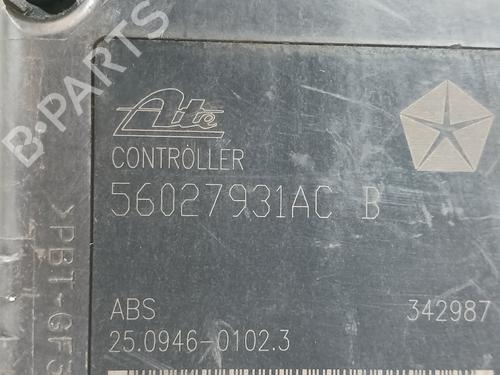 B-PARTS
Ate
CONTROLLER
56027931AC B
>PBT-GF3
ABS 342987
25.0946-0102.3